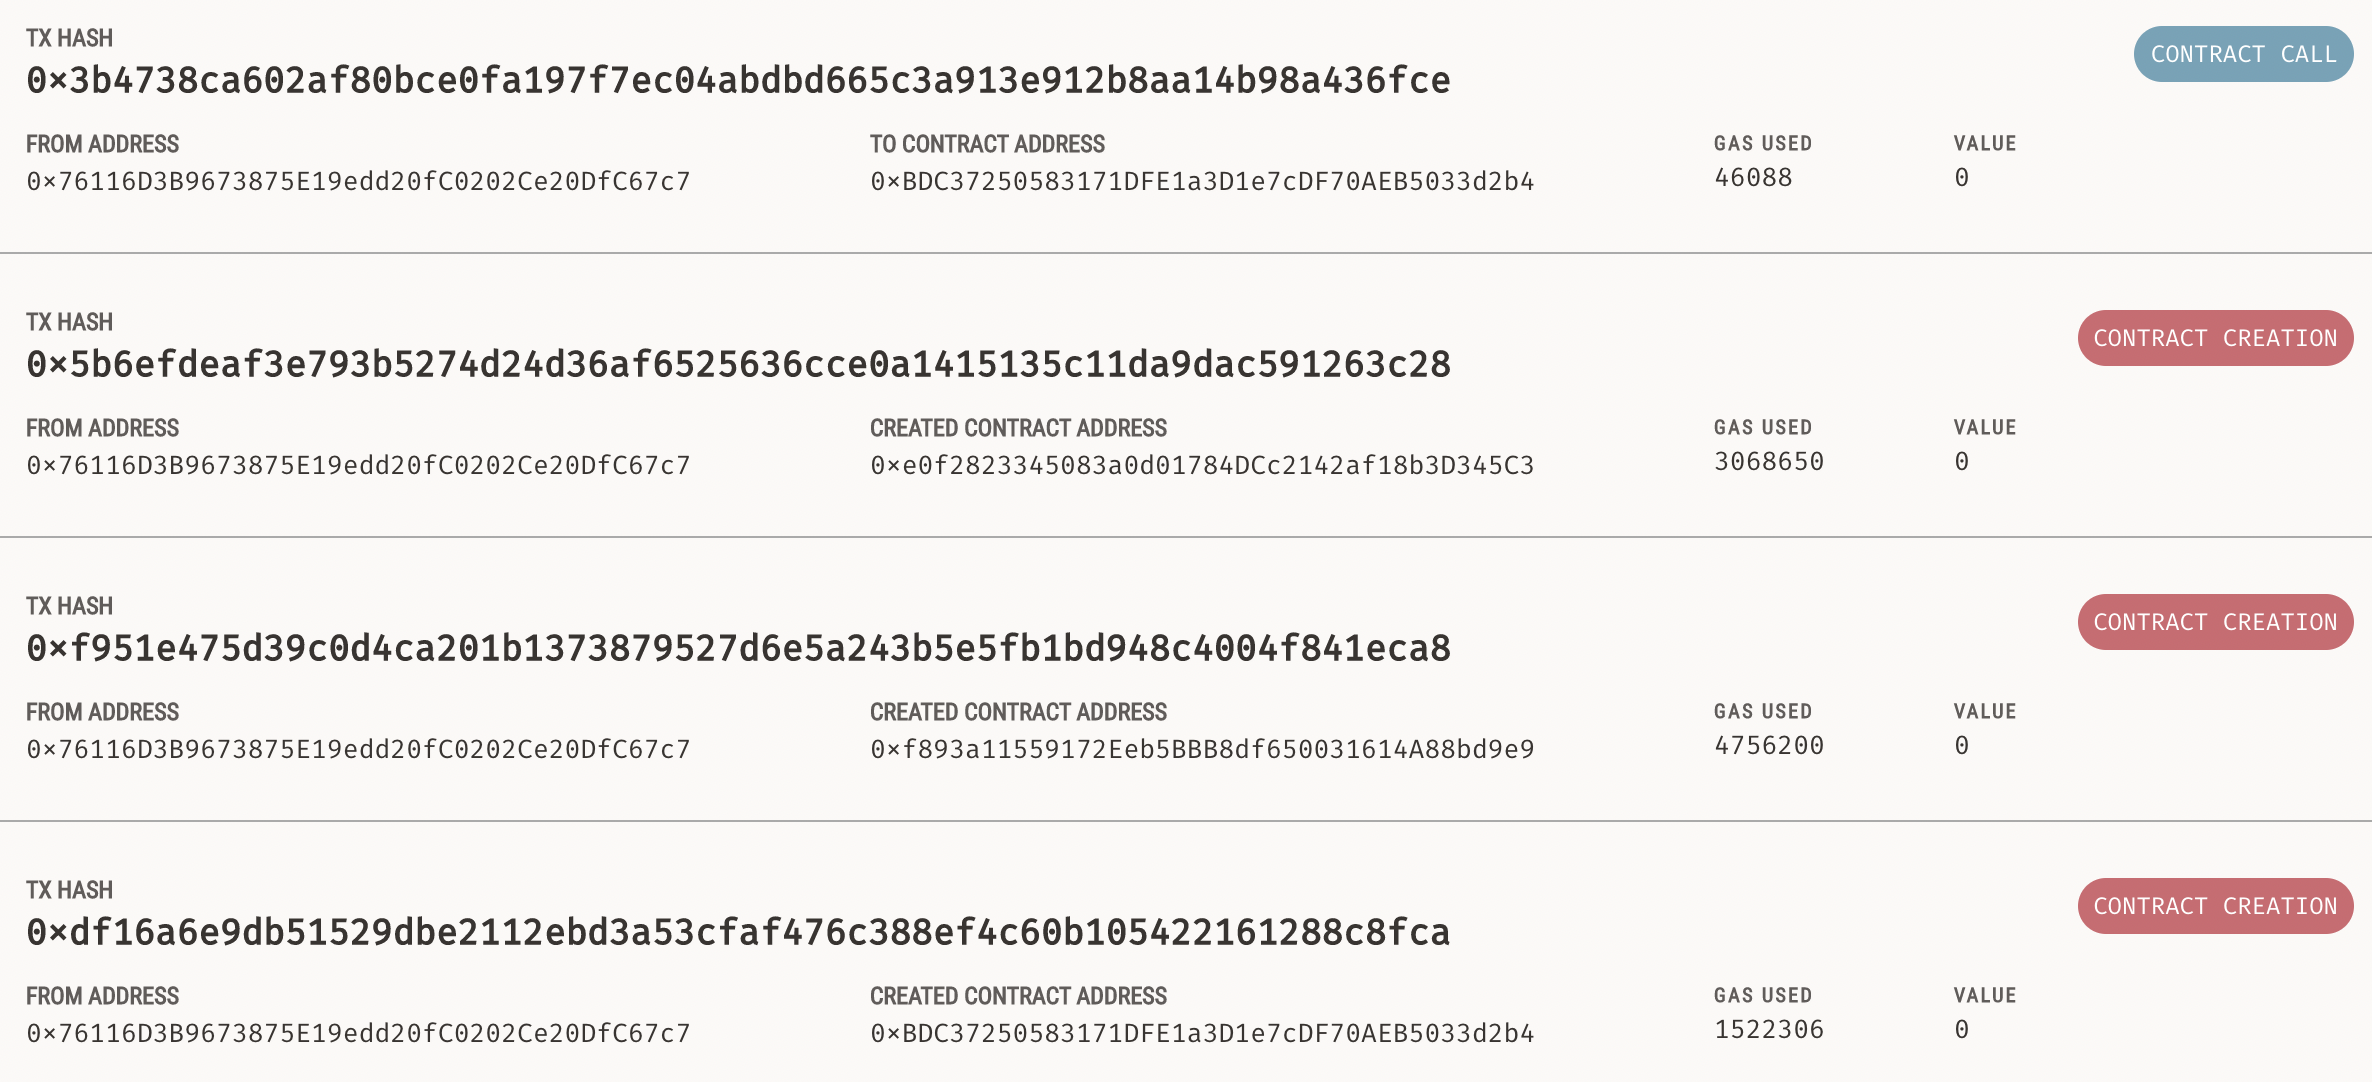 TX HASH
0×3b4738ca602af80bce0fa197f7ec04abdbd665c3a913e912b8aa14b98a436fce
CONTRACT CALL
FROM ADDRESS
TO CONTRACT ADDRESS
GAS USED
VALUE
0×76116D3B9673875E19edd20fC0202Ce20DfC67c7
0×BDC37250583171DFE1a3D1e7cDF70AEB5033d2b4
46088
0
TX HASH
0×5b6efdeaf3e793b5274d24d36af6525636cce0a1415135c11da9dac591263c28
CONTRACT CREATION
FROM ADDRESS
CREATED CONTRACT ADDRESS
GAS USED
VALUE
0×76116D3B9673875E19edd20fC0202Ce20DfC67c7
0×e0f2823345083a0d01784DCc2142af18b3D345C3
3068650
0
TX HASH
0×f951e475d39c0d4ca201b1373879527d6e5a243b5e5fb1bd948c4004f841eca8
CONTRACT CREATION
FROM ADDRESS
CREATED CONTRACT ADDRESS
GAS USED
VALUE
0×76116D3B9673875E19edd20fC0202Ce20DfC67c7
0×f893a11559172Eeb5BBB8df650031614A88bd9e9
4756200
0
TX HASH
0×df16a6e9db51529dbe2112ebd3a53cfaf476c388ef4c60b105422161288c8fca
CONTRACT CREATION
FROM ADDRESS
CREATED CONTRACT ADDRESS
GAS USED
VALUE
0×76116D3B9673875E19edd20fC0202Ce20DfC67c7
0×BDC37250583171DFE1a3D1e7cDF70AEB5033d2b4
1522306
0